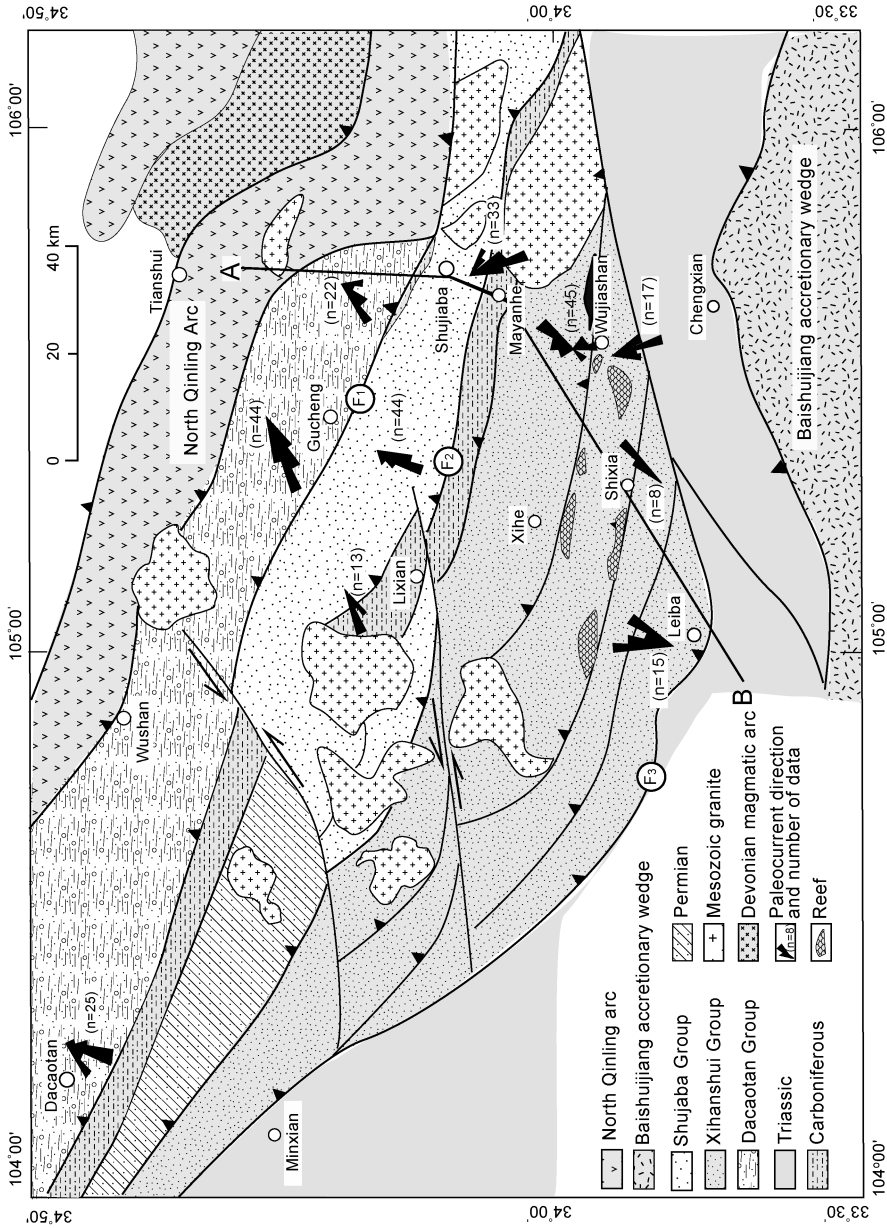 104°00'
105°00'
106°00'
34°50'
34°50'
0 20 40 km
Dacaotan
(n=25)
Wushan
Tianshui
North Qinling Arc
A
(n=44)
(n=22)
Gucheng
F1
Minxian
(n=13)
Lixian
(n=44)
F2
Shujiaba
(n=33)
Mayanhe
Xihe
(n=45)
Wujiashan
(n=17)
34°00'
34°00'
Shixia
(n=8)
Leiba
(n=15)
F3
B
Chengxian
Baishuijiang accretionary wedge
North Qinling arc
Baishuijiang accretionary wedge
Shujaba Group
Xihanshui Group
Dacaotan Group
Triassic
Carboniferous
Permian
Mesozoic granite
Devonian magmatic arc
(n=8)
Paleocurrent direction
and number of data
Reef
33°30'
33°30'
104°00'
105°00'
106°00'